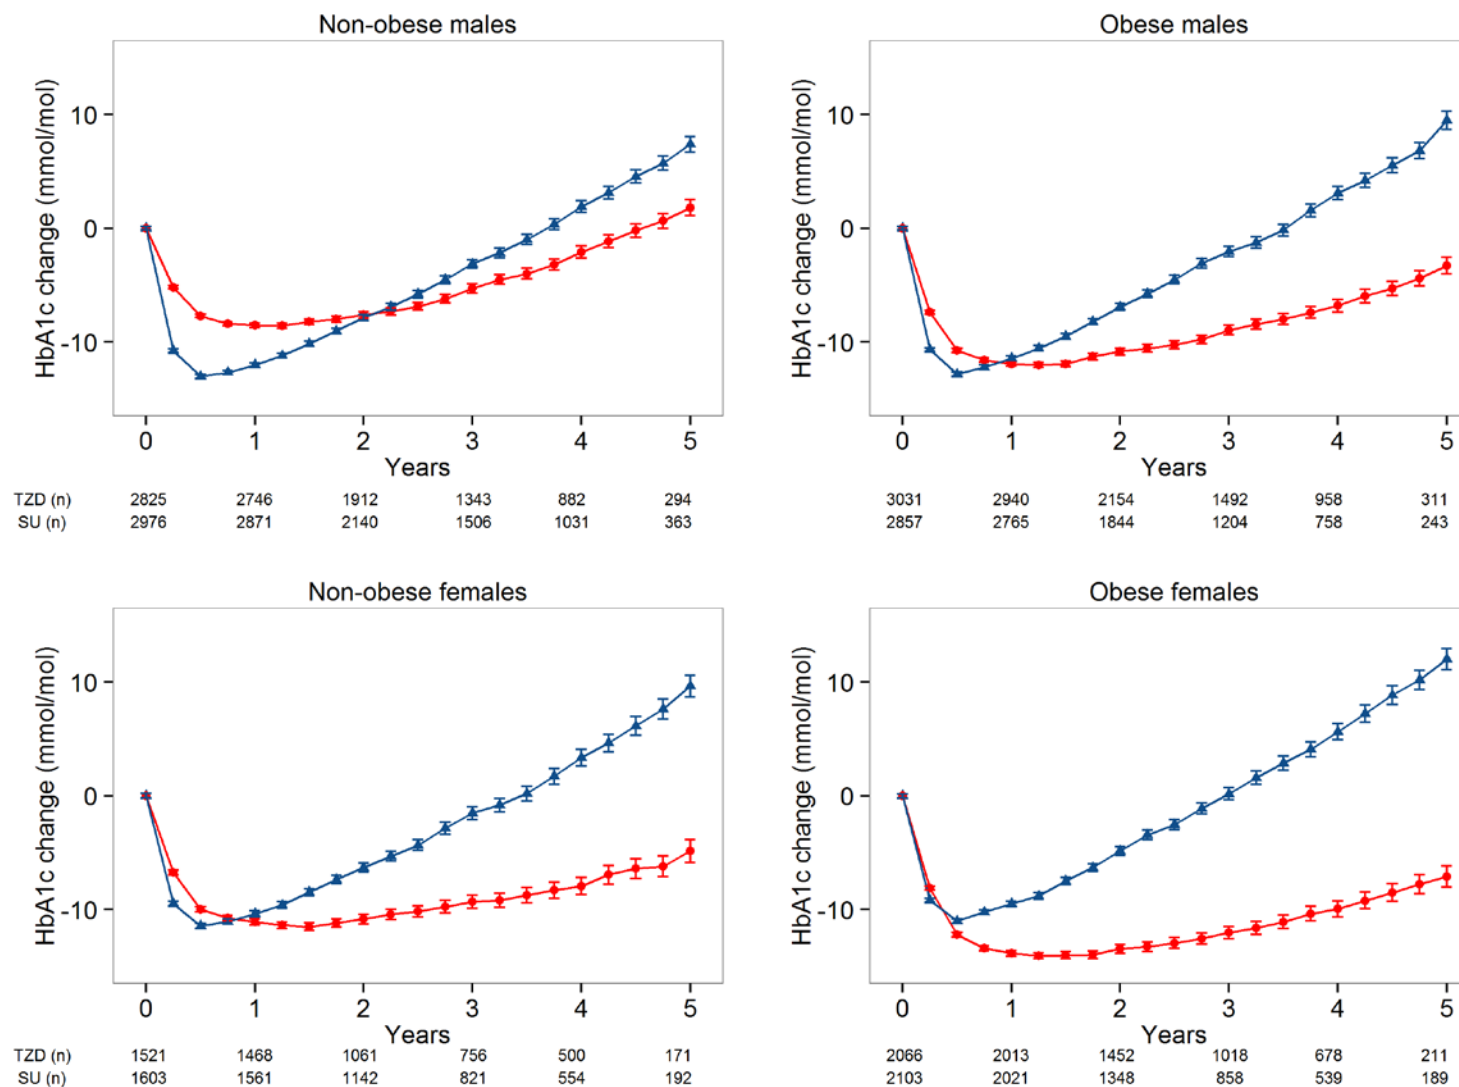 Non-obese males
HbA1c change (mmol/mol)
10
0
-10
0 1 2 3 4 5
Years
TZD (n) 2825 2746 1912 1343 882 294
SU (n) 2976 2871 2140 1506 1031 363
Obese males
HbA1c change (mmol/mol)
10
0
-10
0 1 2 3 4 5
Years
3031 2940 2154 1492 958 311
2857 2765 1844 1204 758 243
Non-obese females
HbA1c change (mmol/mol)
10
0
-10
0 1 2 3 4 5
Years
TZD (n) 1521 1468 1061 756 500 171
SU (n) 1603 1561 1142 821 554 192
Obese females
HbA1c change (mmol/mol)
10
0
-10
0 1 2 3 4 5
Years
2066 2013 1452 1018 678 211
2103 2021 1348 858 539 189